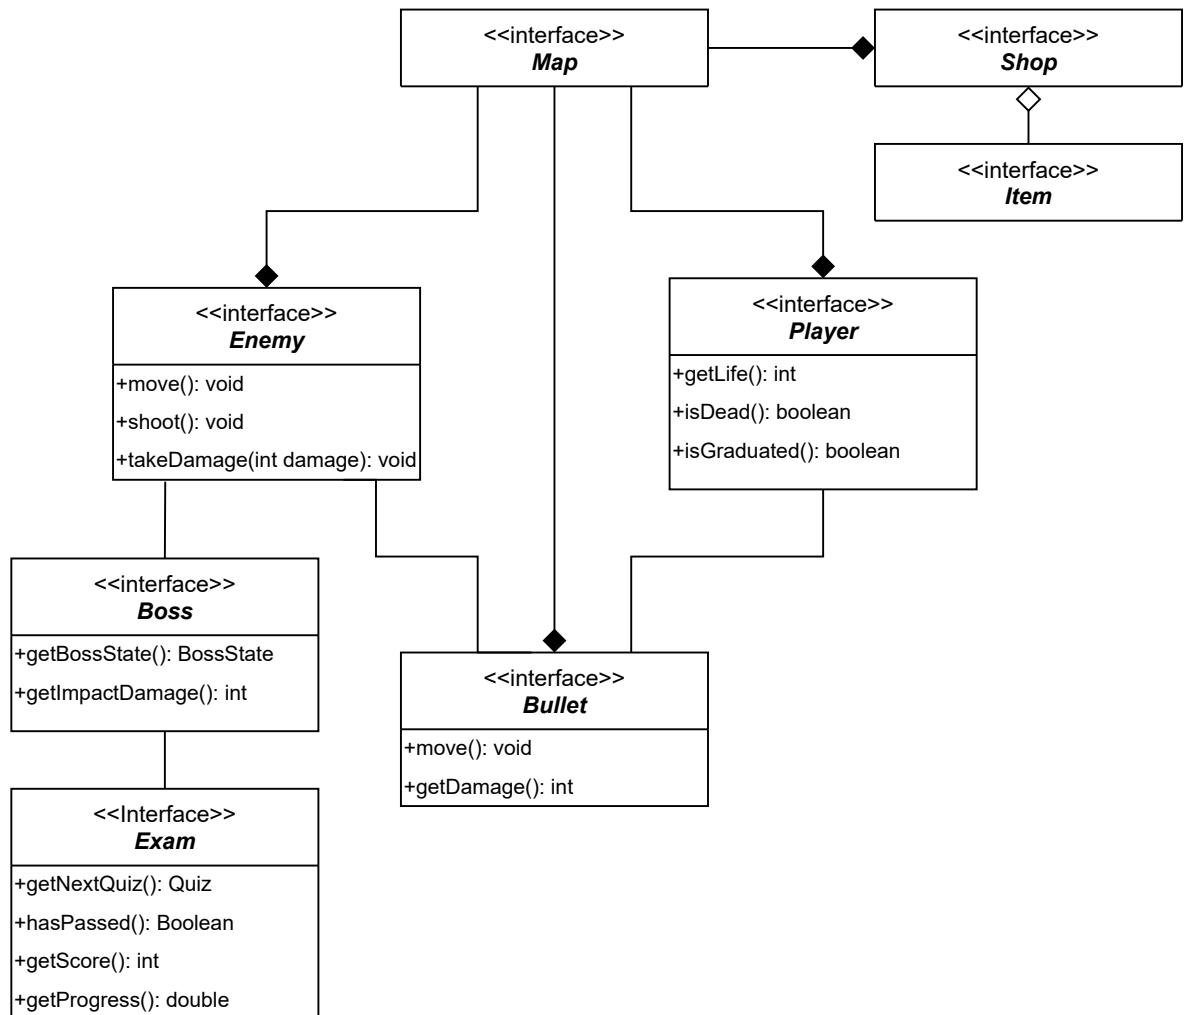 <<interface>>
Map
<<interface>>
Shop
<<interface>>
Item
<<interface>>
Enemy
+move(): void
+shoot(): void
+takeDamage(int damage): void
<<interface>>
Player
+getLife(): int
+isDead(): boolean
+isGraduated(): boolean
<<interface>>
Boss
+getBossState(): BossState
+getImpactDamage(): int
<<interface>>
Bullet
+move(): void
+getDamage(): int
<<Interface>>
Exam
+getNextQuiz(): Quiz
+hasPassed(): Boolean
+getScore(): int
+getProgress(): double